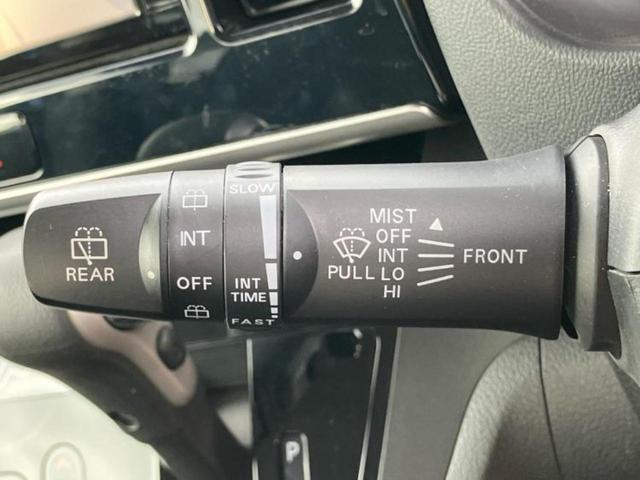 REAR
INT
OFF
SLOW
INT
TIME
FAST
MIST
OFF
INT
PULL LO
HI
FRONT
P